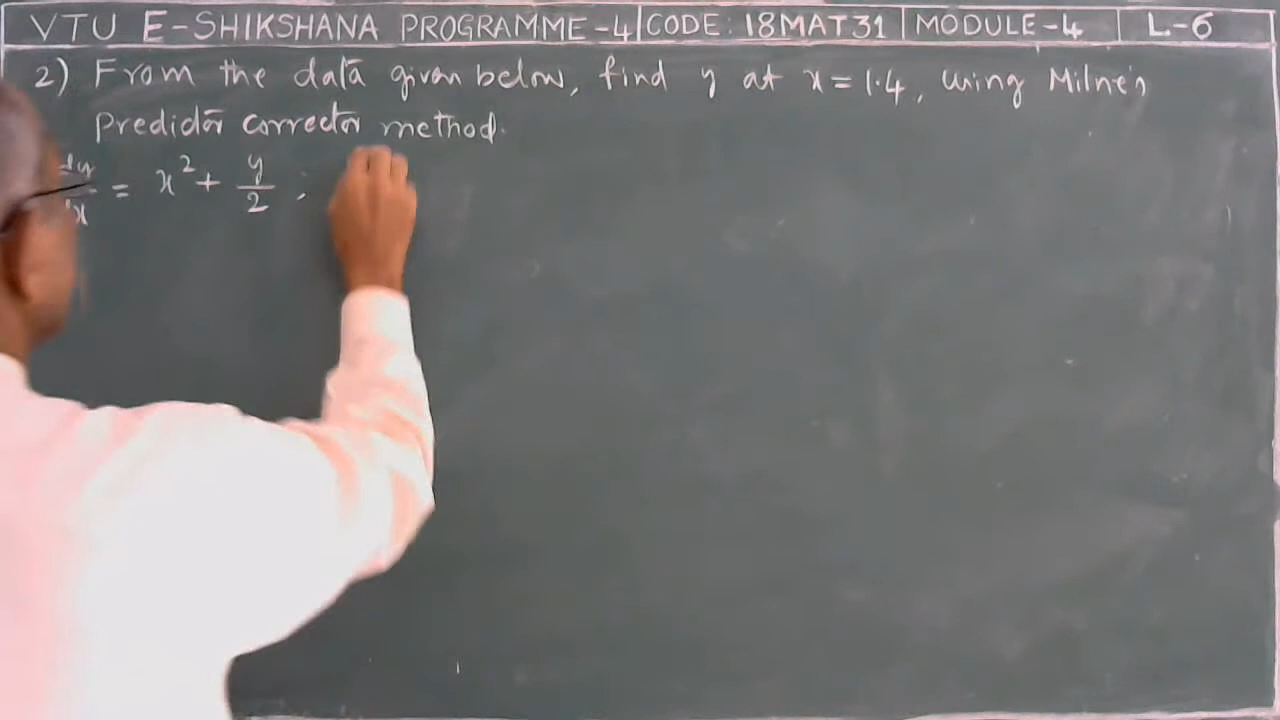 VTU E-SHIKSHANA PROGRAMME-4 CODE: 18MAT31 MODULE-4 L-6
2) From the data given below, find y at x = 1.4, using Milne's
Predictor corrector method.
dy/dx = x² + y/2 ;